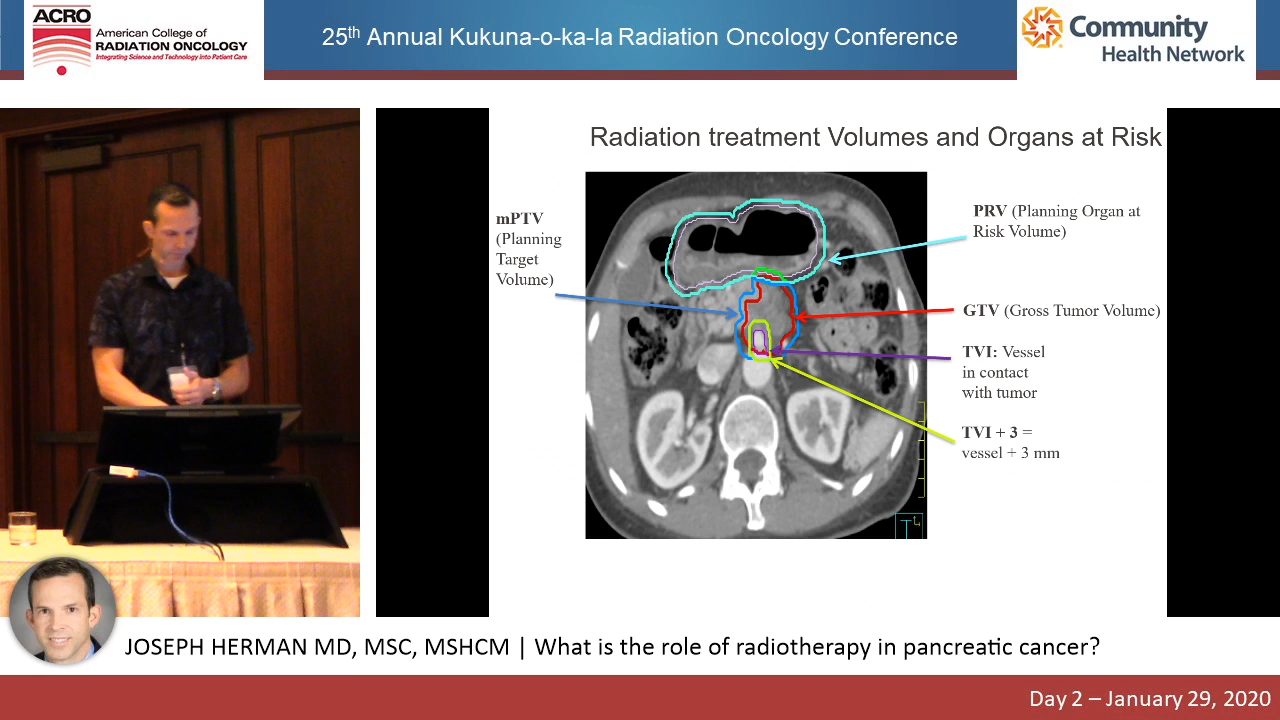 ACRO
American College of
RADIATION ONCOLOGY
Integrating Science and Technology Into Patient Care
25th Annual Kukuna-o-ka-la Radiation Oncology Conference
Community
Health Network
Radiation treatment Volumes and Organs at Risk
mPTV
(Planning
Target
Volume)
PRV (Planning Organ at
Risk Volume)
GTV (Gross Tumor Volume)
TVI: Vessel
in contact
with tumor
TVI + 3 =
vessel + 3 mm
JOSEPH HERMAN MD, MSC, MSHCM | What is the role of radiotherapy in pancreatic cancer?
Day 2 – January 29, 2020